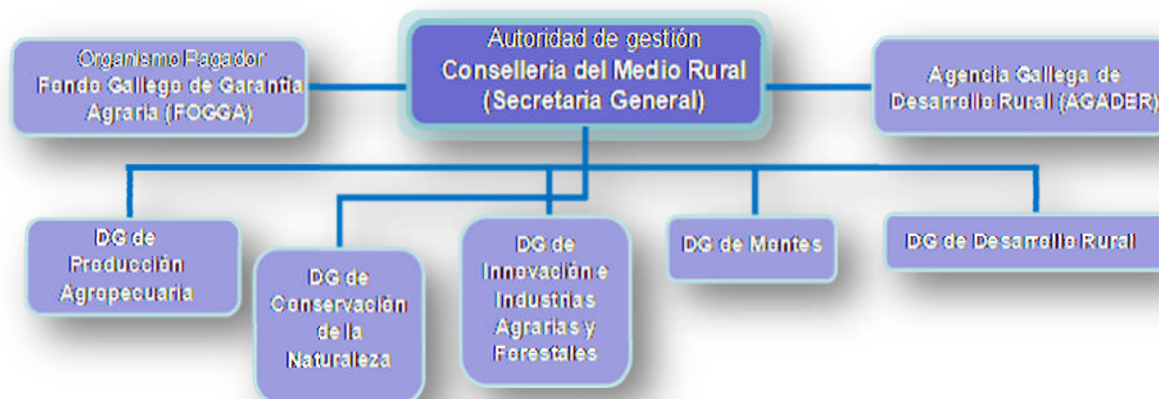 Organismo Pagador
Fondo Gallego de Garantía
Agraria (FOGGA)
Autoridad de gestión
Conselleria del Medio Rural
(Secretaria General)
Agencia Gallega de
Desarrollo Rural (AGADER)
DG de
Producción
Agropecuaria
DG de
Conservación
de la
Naturaleza
DG de
Innovación e
Industrias
Agrarias y
Forestales
DG de Montes
DG de Desarrollo Rural